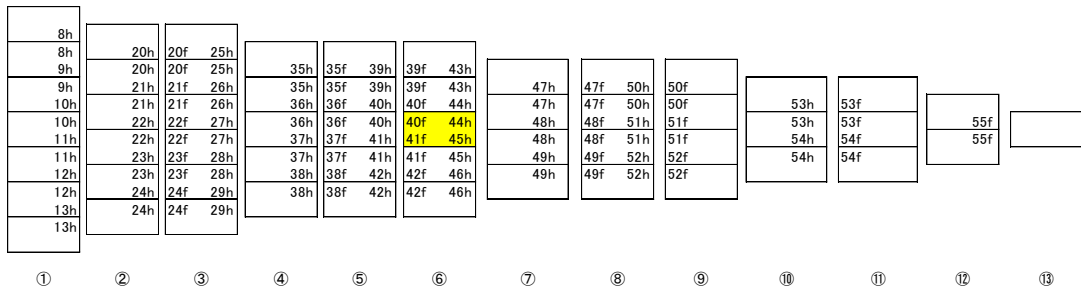 8h
8h 20h 20f 25h
9h 20h 20f 25h 35h 35f 39h 39f 43h
9h 21h 21f 26h 35h 35f 39h 39f 43h 47h 47f 50h 50f
10h 21h 21f 26h 36h 36f 40h 40f 44h 47h 47f 50h 50f 53h 53f
10h 22h 22f 27h 36h 36f 40h 40f 44h 48h 48f 51h 51f 53h 53f 55f
11h 22h 22f 27h 37h 37f 41h 41f 45h 48h 48f 51h 51f 54h 54f 55f
11h 23h 23f 28h 37h 37f 41h 41f 45h 49h 49f 52h 52f 54h 54f
12h 23h 23f 28h 38h 38f 42h 42f 46h 49h 49f 52h 52f
12h 24h 24f 29h 38h 38f 42h 42f 46h
13h 24h 24f 29h
13h
① ② ③ ④ ⑤ ⑥ ⑦ ⑧ ⑨ ⑩ ⑪ ⑫ ⑬